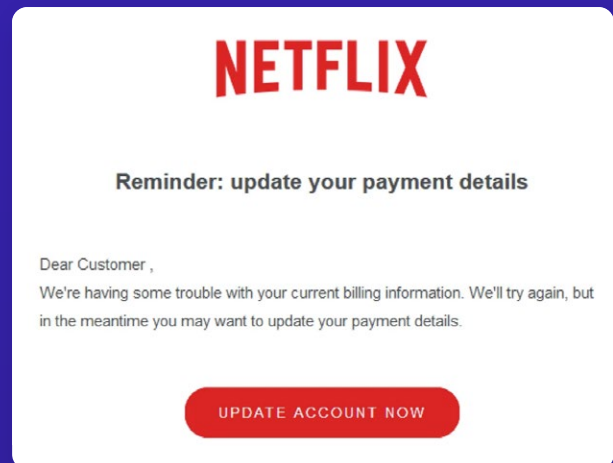 NETFLIX
Reminder: update your payment details
Dear Customer ,
We're having some trouble with your current billing information. We'll try again, but
in the meantime you may want to update your payment details.
UPDATE ACCOUNT NOW